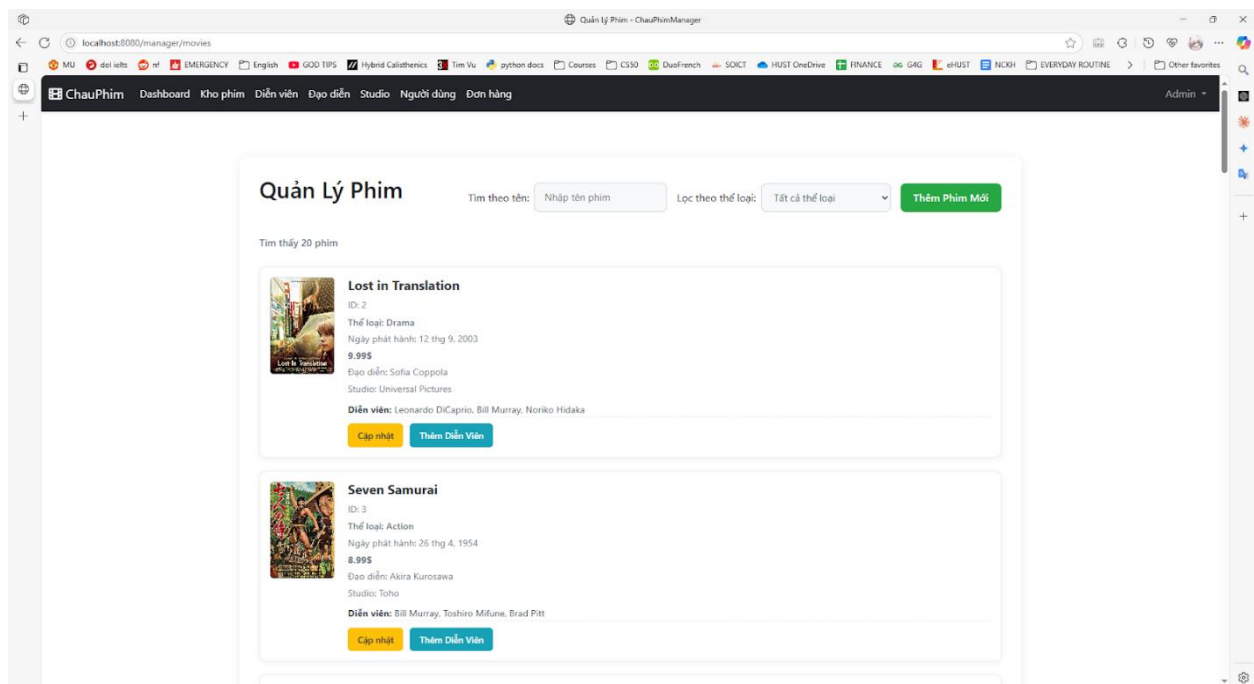 Quản Lý Phim - ChauPhimManager
localhost:8080/manager/movies
MU dol ielts nf EMERGENCY English GOD TIPS Hybrid Calisthenics Tim Vu python docs Courses CS50 DuoFrench SOICT HUST OneDrive FINANCE G4G eHUST NCKH EVERYDAY ROUTINE Other favorites
ChauPhim Dashboard Kho phim Diễn viên Đạo diễn Studio Người dùng Đơn hàng Admin
Quản Lý Phim Tìm theo tên: Nhập tên phim Lọc theo thể loại: Tất cả thể loại Thêm Phim Mới
Tìm thấy 20 phim
Lost in Translation
ID: 2
Thể loại: Drama
Ngày phát hành: 12 thg 9, 2003
9.99$
Đạo diễn: Sofia Coppola
Lost In Translation
Studio: Universal Pictures
Diễn viên: Leonardo DiCaprio, Bill Murray, Noriko Hidaka
Cập nhật Thêm Diễn Viên
Seven Samurai
ID: 3
Thể loại: Action
Ngày phát hành: 26 thg 4, 1954
8.99$
Đạo diễn: Akira Kurosawa
Studio: Toho
Diễn viên: Bill Murray, Toshiro Mifune, Brad Pitt
Cập nhật Thêm Diễn Viên